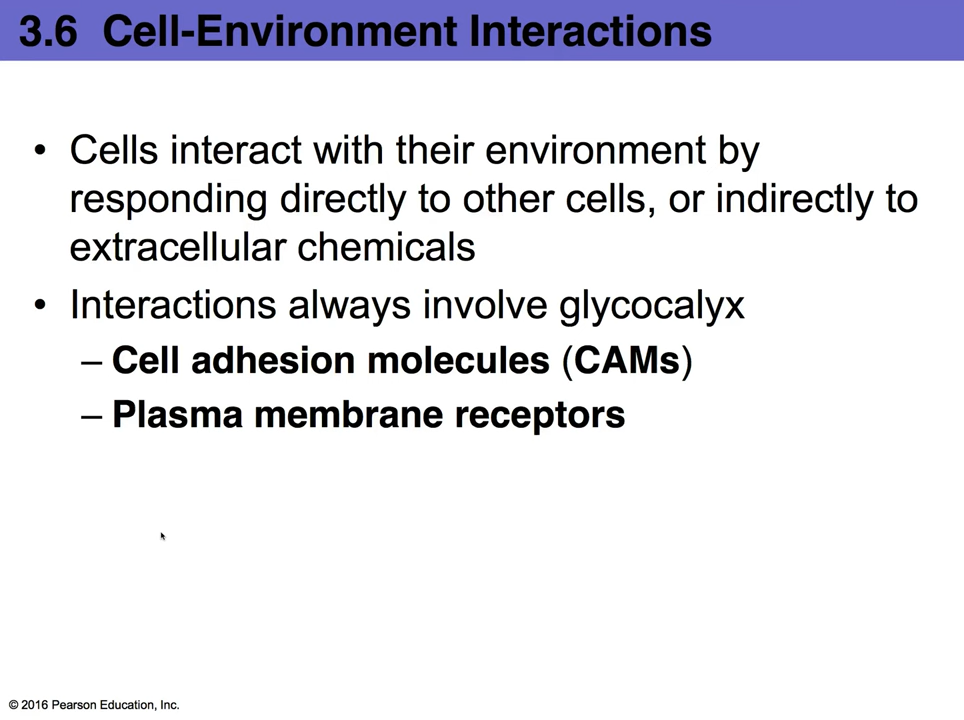 3.6 Cell-Environment Interactions
• Cells interact with their environment by
responding directly to other cells, or indirectly to
extracellular chemicals
• Interactions always involve glycocalyx
– Cell adhesion molecules (CAMs)
– Plasma membrane receptors
© 2016 Pearson Education, Inc.